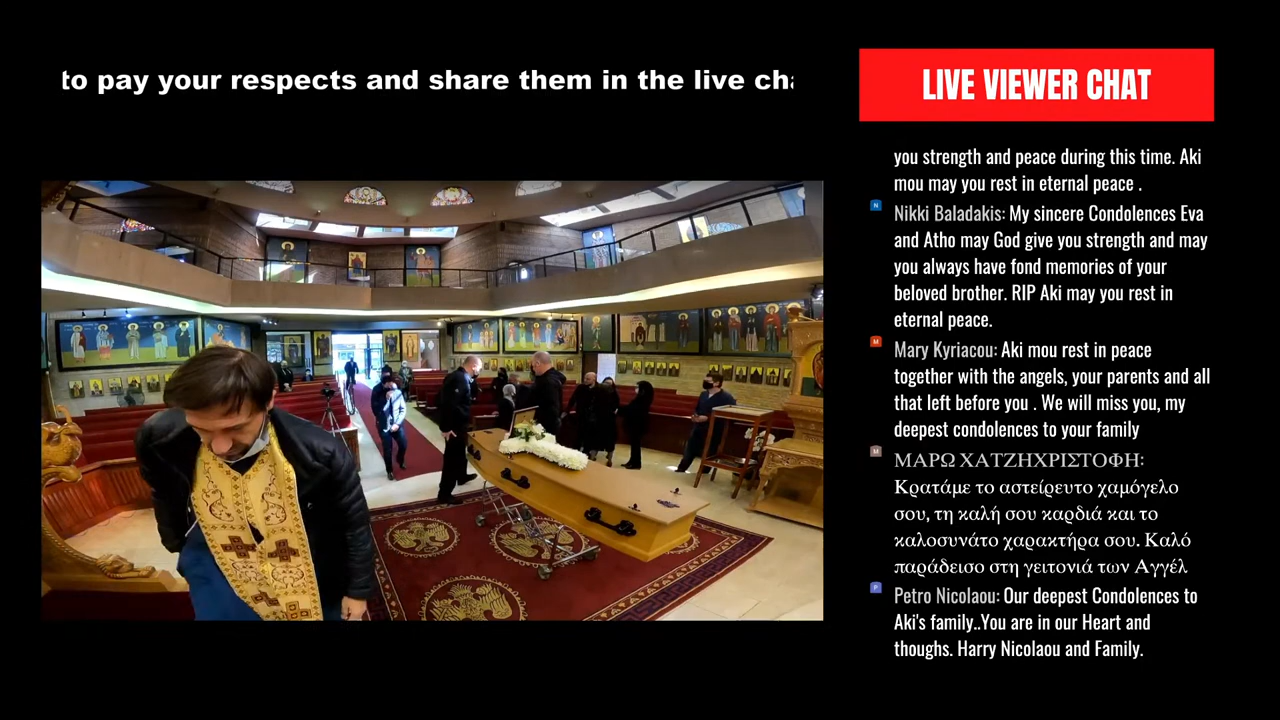 to pay your respects and share them in the live cha
LIVE VIEWER CHAT
you strength and peace during this time. Aki
mou may you rest in eternal peace .
Nikki Baladakis: My sincere Condolences Eva
and Atho may God give you strength and may
you always have fond memories of your
beloved brother. RIP Aki may you rest in
eternal peace.
Mary Kyriacou: Aki mou rest in peace
together with the angels, your parents and all
that left before you . We will miss you, my
deepest condolences to your family
ΜΑΡΩ ΧΑΤΖΗΧΡΙΣΤΟΦΗ:
Κρατάμε το αστείρευτο χαμόγελο
σου, τη καλή σου καρδιά και το
καλοσυνάτο χαρακτήρα σου. Καλό
παράδεισο στη γειτονιά των Αγγέλ
Petro Nicolaou: Our deepest Condolences to
Aki's family..You are in our Heart and
thoughs. Harry Nicolaou and Family.